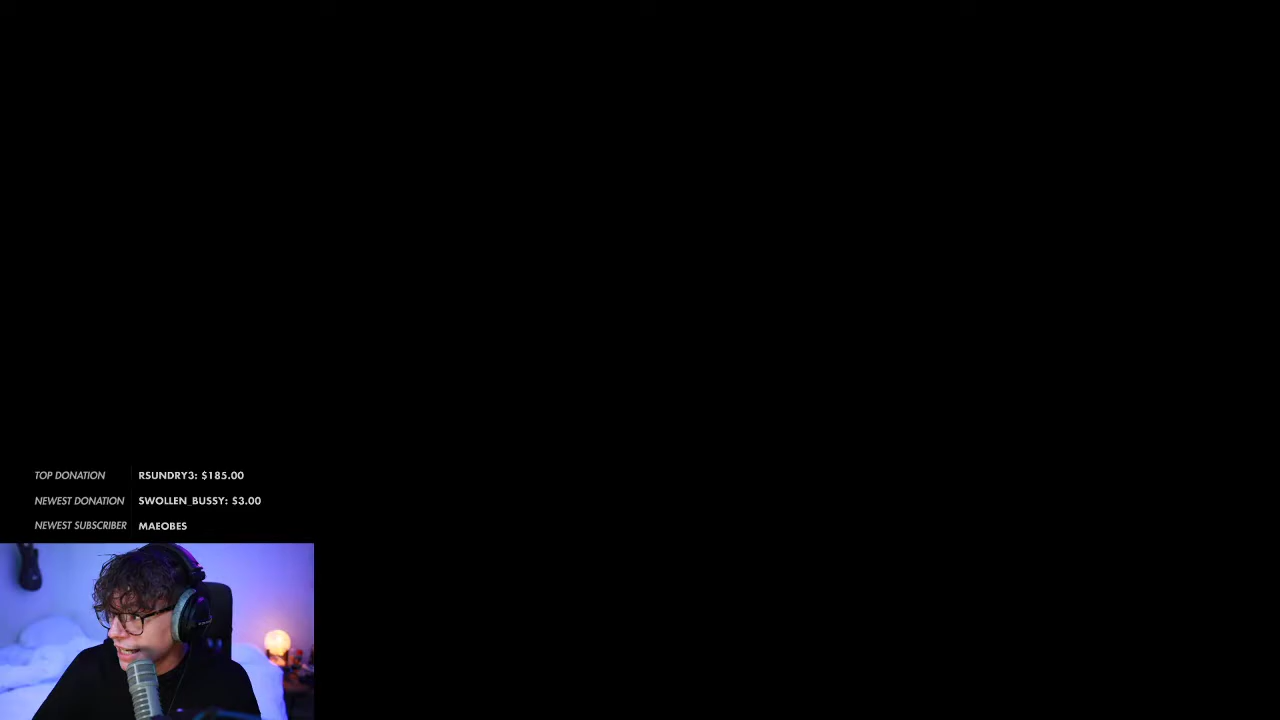 TOP DONATION RSUNDRY3: $185.00
NEWEST DONATION SWOLLEN_BUSSY: $3.00
NEWEST SUBSCRIBER MAEOBES